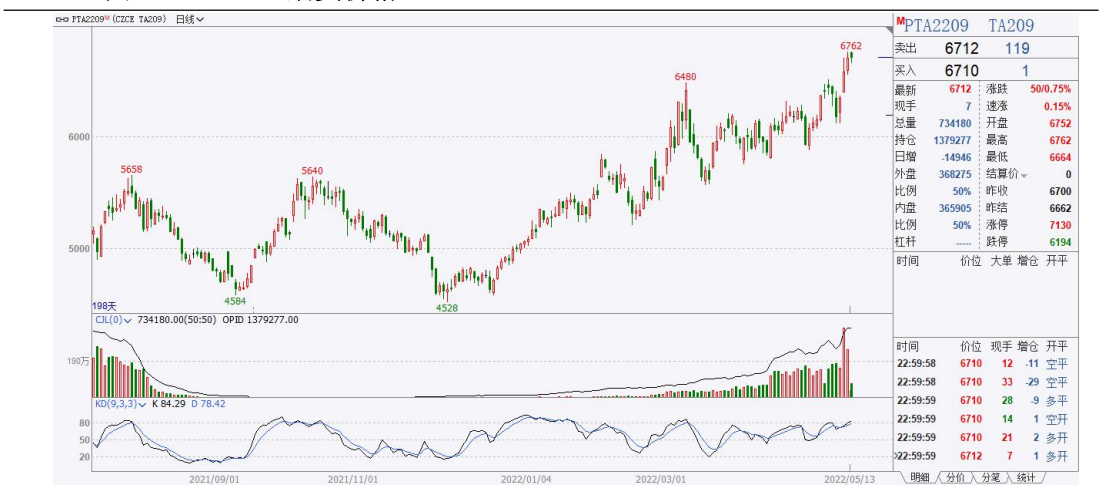 PTA2209M (CZCE TA209) 日线
6762
6480
6000
5658
5640
5000
4584
4528
198天
CJL(0) 734180.00(50:50) OPID 1379277.00
190万
KD(9,3,3) K 84.29 D 78.42
80
50
20
2021/09/01 2021/11/01 2022/01/04 2022/03/01 2022/05/13
MPTA2209 TA209
卖出 6712 119
买入 6710 1
最新 6712 涨跌 50/0.75%
现手 7 速涨 0.15%
总量 734180 开盘 6752
持仓 1379277 最高 6762
日增 -14946 最低 6664
外盘 368275 结算价 0
比例 50% 昨收 6700
内盘 365905 昨结 6662
比例 50% 涨停 7130
杠杆 ----- 跌停 6194
时间 价位 大单 增仓 开平
时间 价位 现手 增仓 开平
22:59:58 6710 12 -11 空平
22:59:58 6710 33 -29 空平
22:59:59 6710 28 -9 多平
22:59:59 6710 14 1 空开
22:59:59 6710 21 2 多开
22:59:59 6712 7 1 多开
明细 分价 分笔 统计